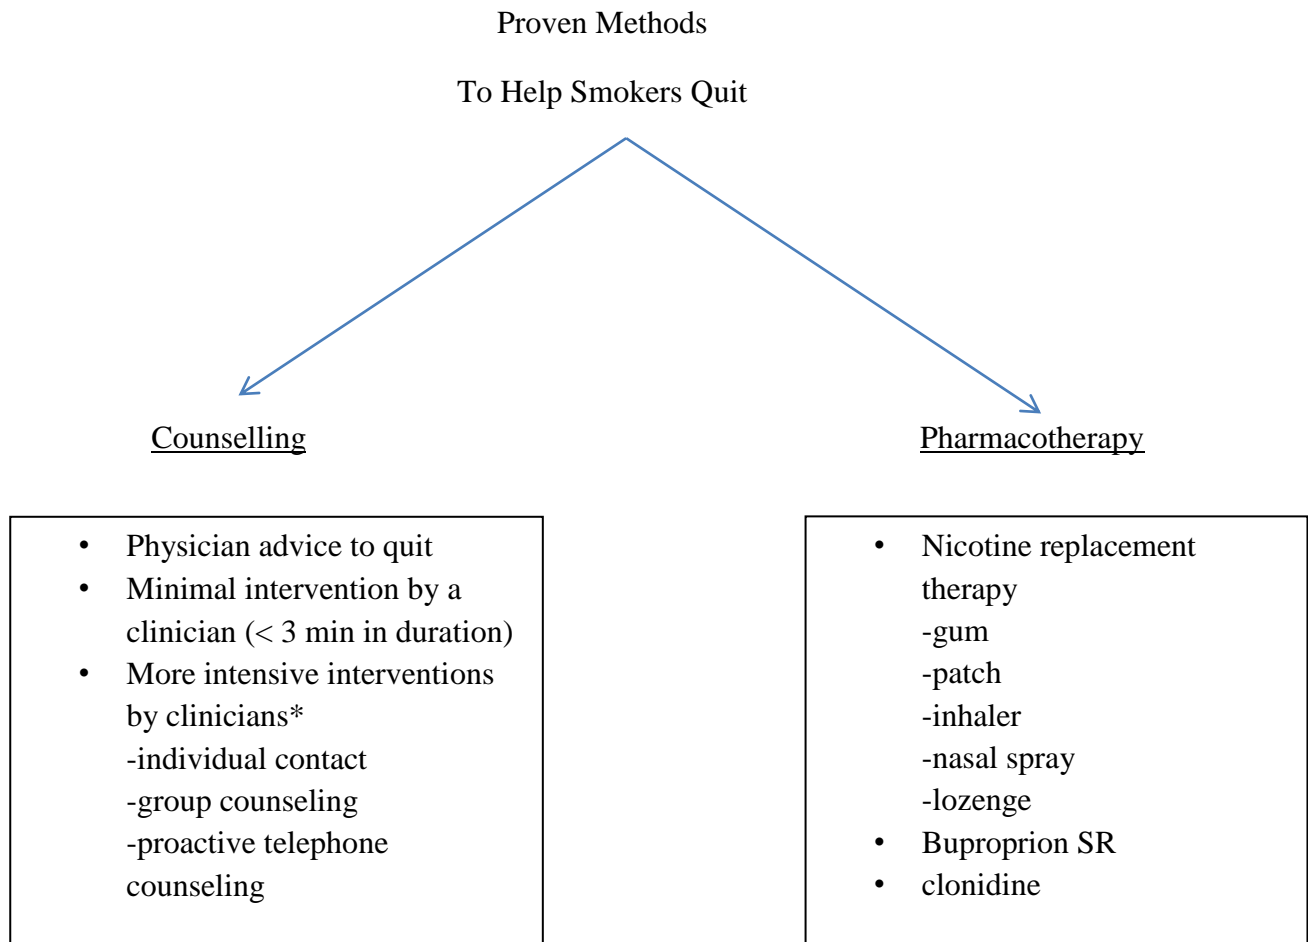 Proven Methods
To Help Smokers Quit
Counselling
Pharmacotherapy
• Physician advice to quit
• Minimal intervention by a
clinician (< 3 min in duration)
• More intensive interventions
by clinicians*
-individual contact
-group counseling
-proactive telephone
counseling
• Nicotine replacement
therapy
-gum
-patch
-inhaler
-nasal spray
-lozenge
• Buproprion SR
• clonidine